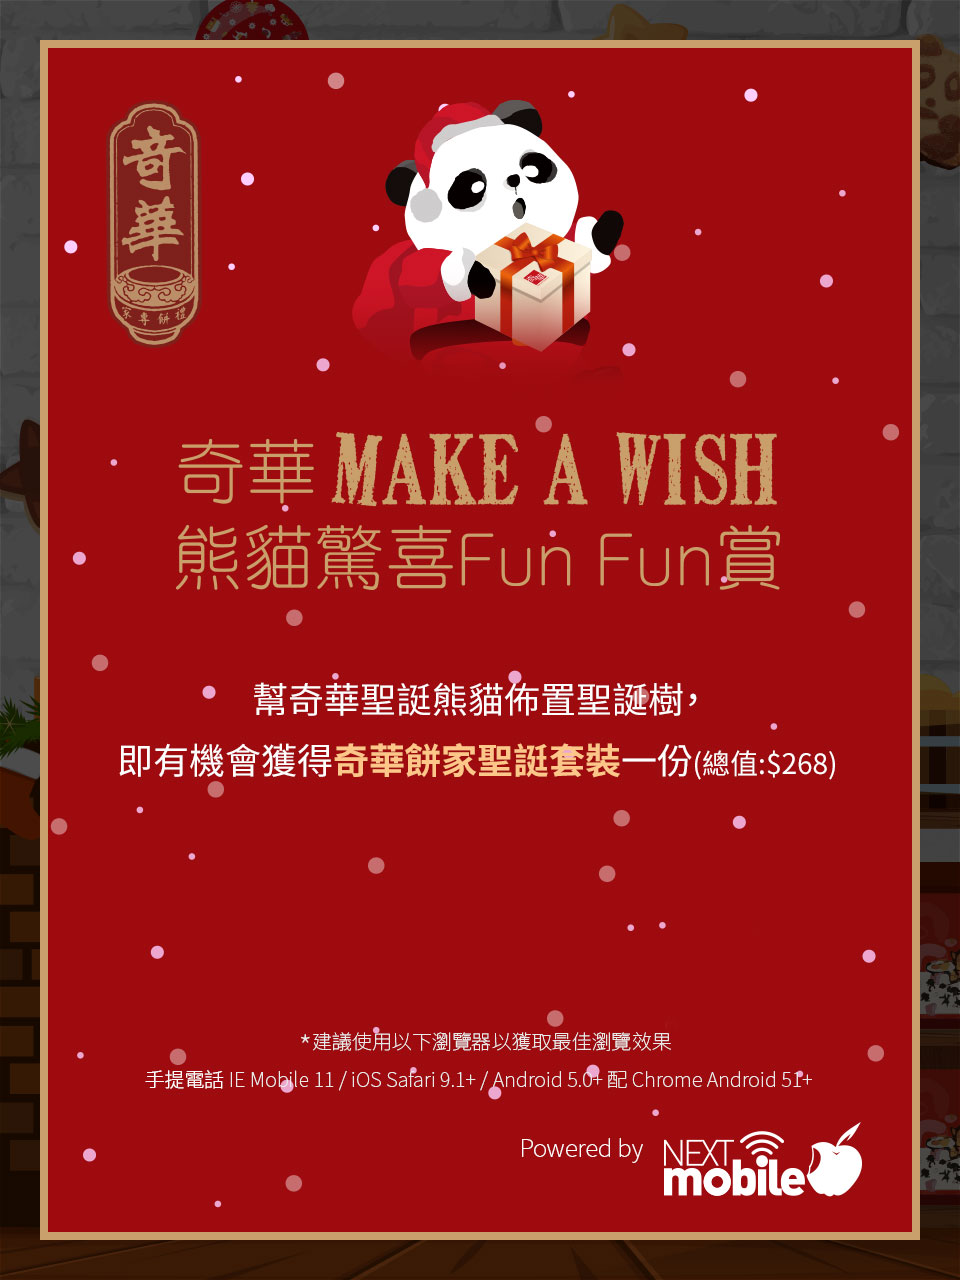 奇華
家專餅禮
奇華 MAKE A WISH
熊貓驚喜Fun Fun賞
幫奇華聖誕熊貓佈置聖誕樹，
即有機會獲得奇華餅家聖誕套裝一份(總值:$268)
*建議使用以下瀏覽器以獲取最佳瀏覽效果
手提電話 IE Mobile 11 / iOS Safari 9.1+ / Android 5.0+ 配 Chrome Android 51+
Powered by NEXT mobile